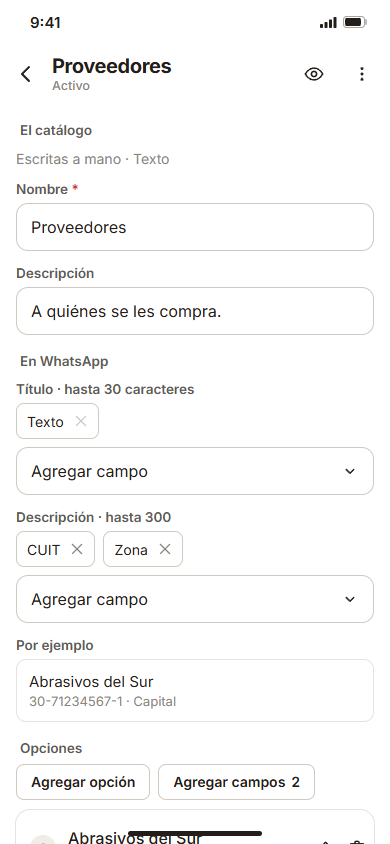 9:41
Proveedores
Activo
El catálogo
Escritas a mano · Texto
Nombre *
Proveedores
Descripción
A quiénes se les compra.
En WhatsApp
Título · hasta 30 caracteres
Texto
Agregar campo
Descripción · hasta 300
CUIT Zona
Agregar campo
Por ejemplo
Abrasivos del Sur
30-71234567-1 · Capital
Opciones
Agregar opción Agregar campos 2
Abrasivos del Sur